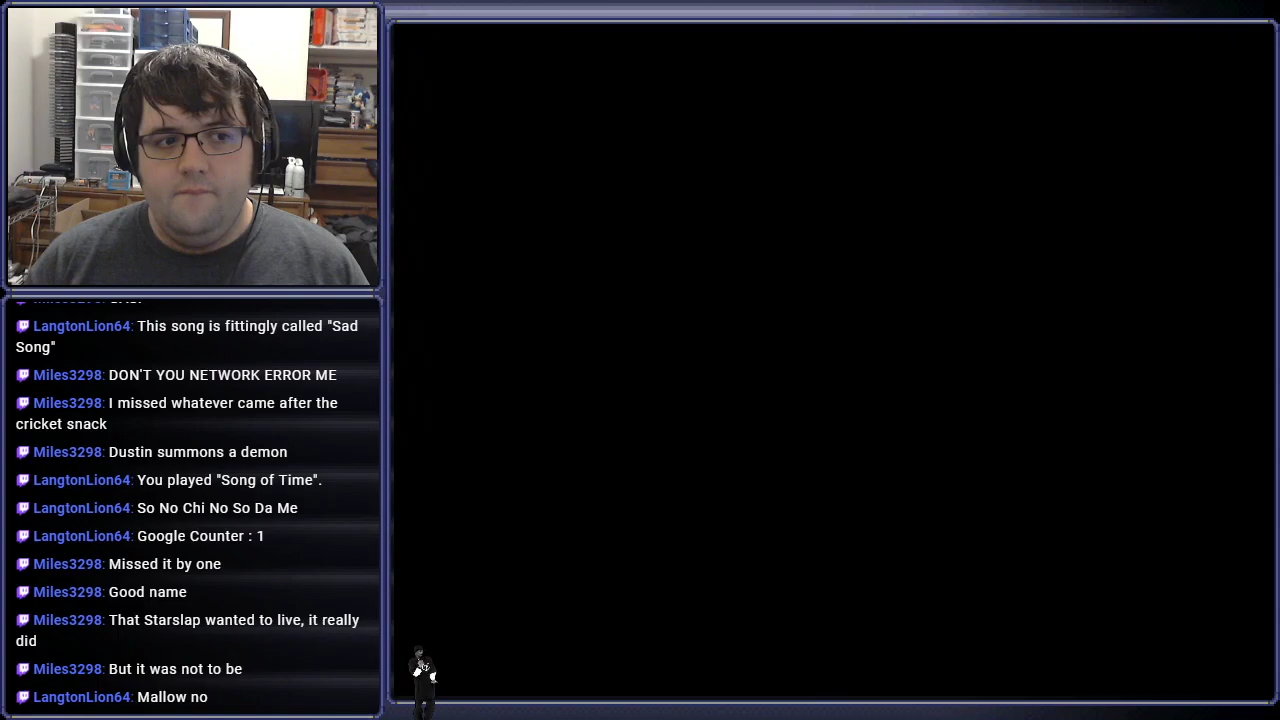 LangtonLion64: This song is fittingly called "Sad
Song"
Miles3298: DON'T YOU NETWORK ERROR ME
Miles3298: I missed whatever came after the
cricket snack
Miles3298: Dustin summons a demon
LangtonLion64: You played "Song of Time".
LangtonLion64: So No Chi No So Da Me
LangtonLion64: Google Counter : 1
Miles3298: Missed it by one
Miles3298: Good name
Miles3298: That Starslap wanted to live, it really
did
Miles3298: But it was not to be
LangtonLion64: Mallow no